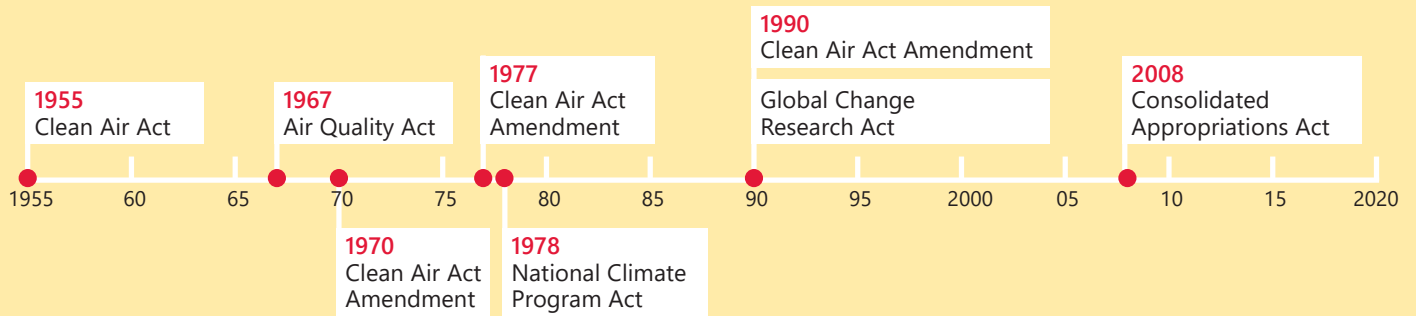 1990
Clean Air Act Amendment
1977
Clean Air Act
Amendment
Global Change
Research Act
2008
Consolidated
Appropriations Act
1955
Clean Air Act
1967
Air Quality Act
1955 60 65 70 75 80 85 90 95 2000 05 10 15 2020
1970
Clean Air Act
Amendment
1978
National Climate
Program Act